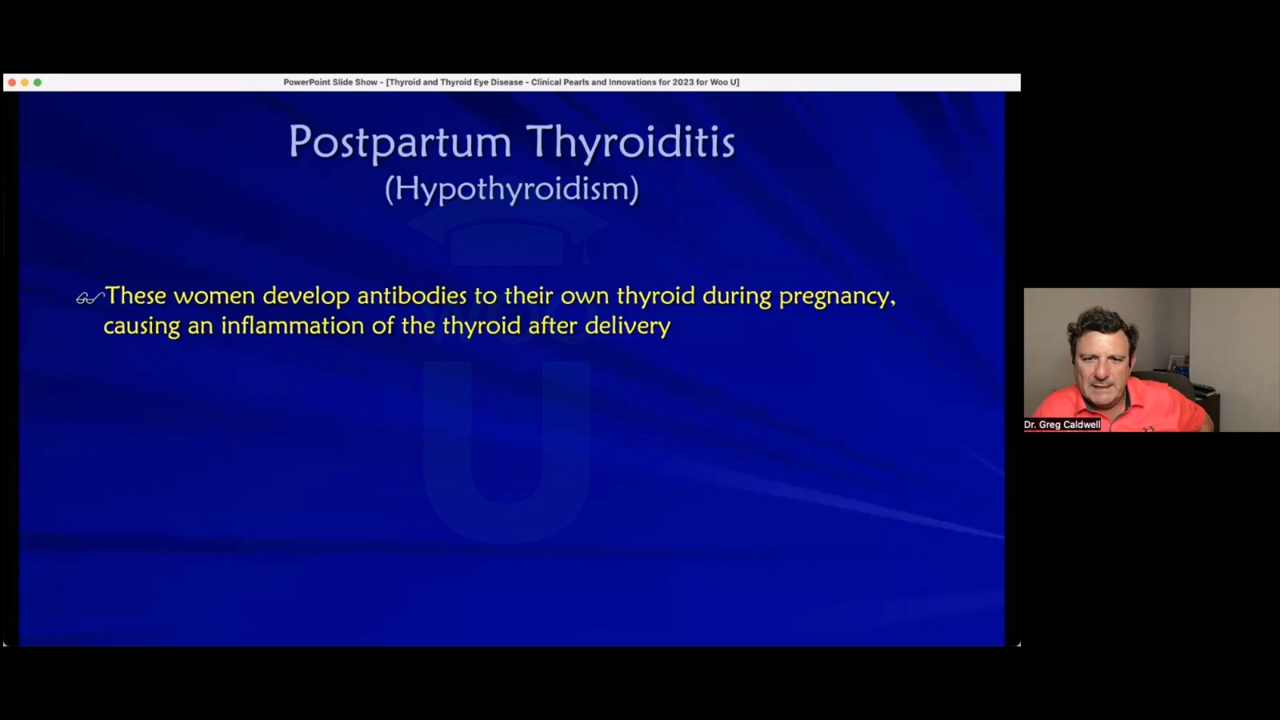 PowerPoint Slide Show - [Thyroid and Thyroid Eye Disease - Clinical Pearls and Innovations for 2023 for Woo U]
Postpartum Thyroiditis
(Hypothyroidism)
These women develop antibodies to their own thyroid during pregnancy,
causing an inflammation of the thyroid after delivery
U
Dr. Greg Caldwell